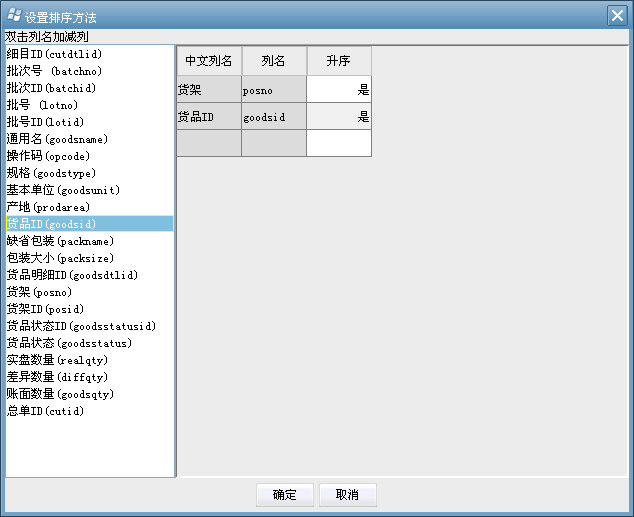 设置排序方法
双击列名加减列
细目ID(cutdtlid)
批次号 (batchno)
批次ID(batchid)
批号 (lotno)
批号ID(lotid)
通用名(goodsname)
操作码(opcode)
规格(goodstype)
基本单位(goodsunit)
产地(prodarea)
货品ID(goodsid)
缺省包装(packname)
包装大小(packsize)
货品明细ID(goodsdtlid)
货架(posno)
货架ID(posid)
货品状态ID(goodsstatusid)
货品状态(goodsstatus)
实盘数量(realqty)
差异数量(diffqty)
账面数量(goodsqty)
总单ID(cutid)
中文列名 列名 升序
货架 posno 是
货品ID goodsid 是
确定 取消